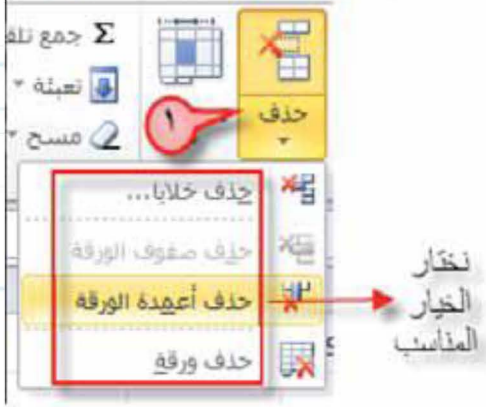 Σ جمع تلق
تعبئة
مسح
حذف
١
حذف خلايا...
حذف صفوف الورقة
حذف أعمدة الورقة
حذف ورقة
نختار
الخيار
المناسب